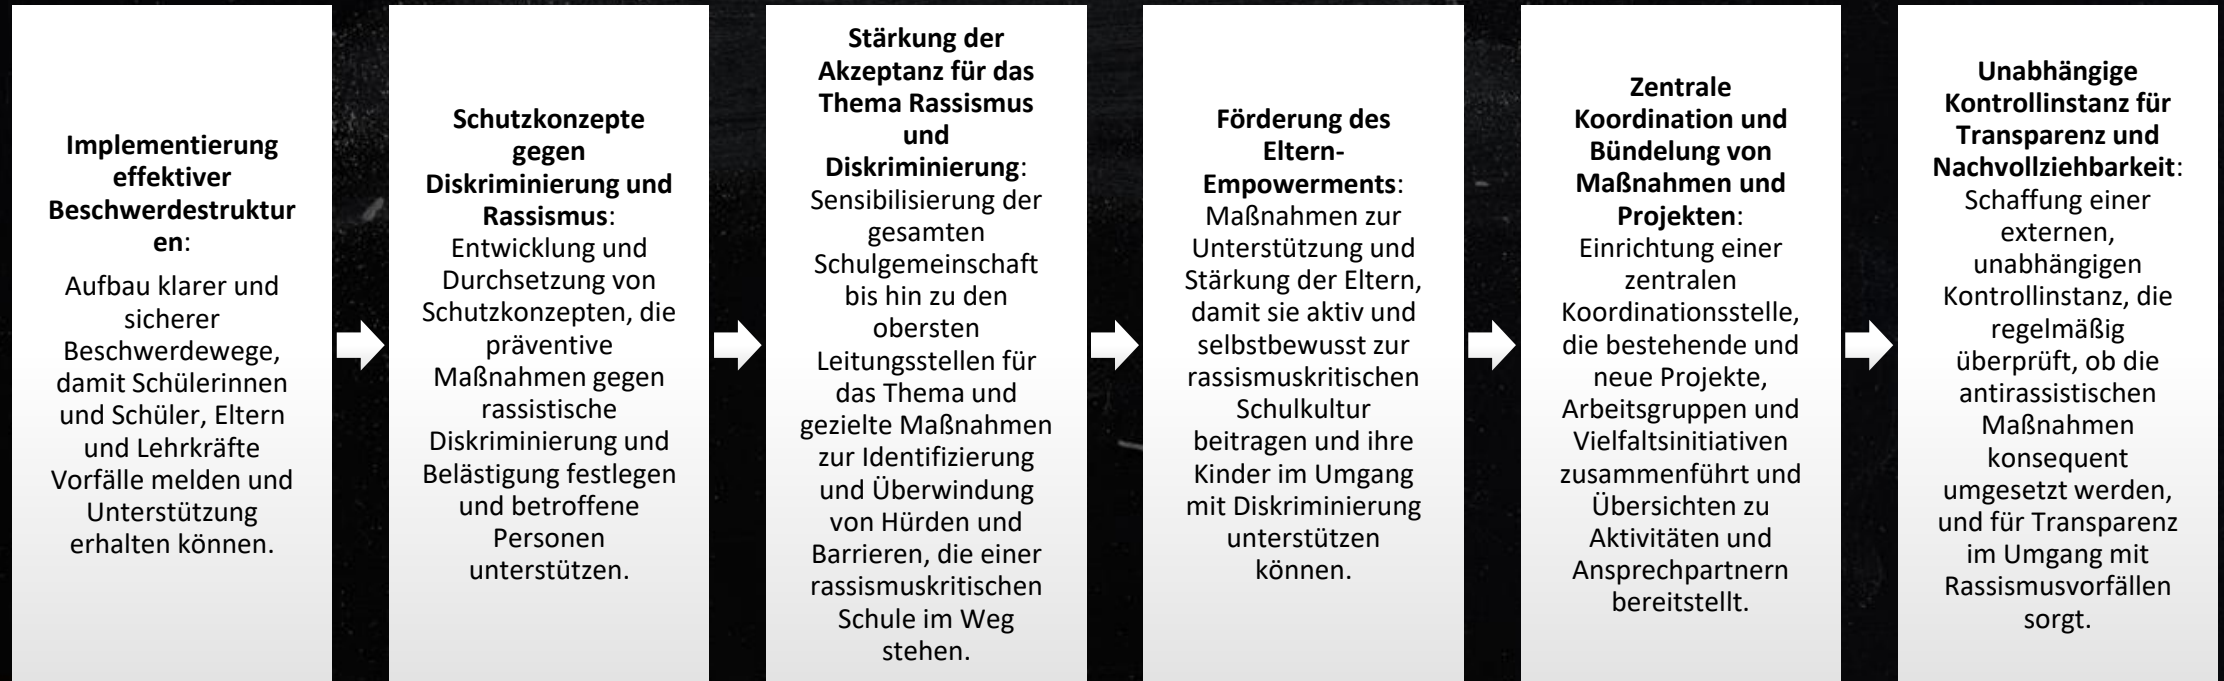 Implementierung
effektiver
Beschwerdestruktur
en:
Aufbau klarer und
sicherer
Beschwerdewege,
damit Schülerinnen
und Schüler, Eltern
und Lehrkräfte
Vorfälle melden und
Unterstützung
erhalten können.
Schutzkonzepte
gegen
Diskriminierung und
Rassismus:
Entwicklung und
Durchsetzung von
Schutzkonzepten, die
präventive
Maßnahmen gegen
rassistische
Diskriminierung und
Belästigung festlegen
und betroffene
Personen
unterstützen.
Stärkung der
Akzeptanz für das
Thema Rassismus
und
Diskriminierung:
Sensibilisierung der
gesamten
Schulgemeinschaft
bis hin zu den
obersten
Leitungsstellen für
das Thema und
gezielte Maßnahmen
zur Identifizierung
und Überwindung
von Hürden und
Barrieren, die einer
rassismuskritischen
Schule im Weg
stehen.
Förderung des
Eltern-
Empowerments:
Maßnahmen zur
Unterstützung und
Stärkung der Eltern,
damit sie aktiv und
selbstbewusst zur
rassismuskritischen
Schulkultur
beitragen und ihre
Kinder im Umgang
mit Diskriminierung
unterstützen
können.
Zentrale
Koordination und
Bündelung von
Maßnahmen und
Projekten:
Einrichtung einer
zentralen
Koordinationsstelle,
die bestehende und
neue Projekte,
Arbeitsgruppen und
Vielfaltsinitiativen
zusammenführt und
Übersichten zu
Aktivitäten und
Ansprechpartnern
bereitstellt.
Unabhängige
Kontrollinstanz für
Transparenz und
Nachvollziehbarkeit:
Schaffung einer
externen,
unabhängigen
Kontrollinstanz, die
regelmäßig
überprüft, ob die
antirassistischen
Maßnahmen
konsequent
umgesetzt werden,
und für Transparenz
im Umgang mit
Rassismusvorfällen
sorgt.